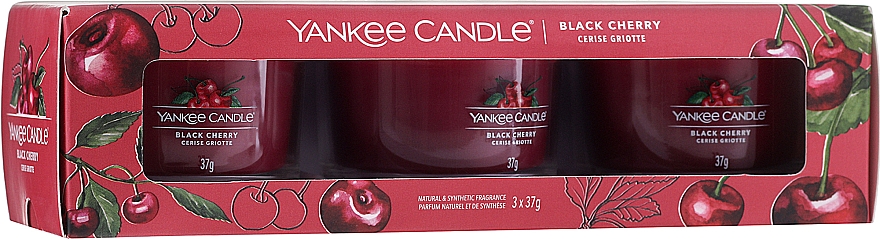 YANKEE CANDLE®
BLACK CHERRY
CERISE GRIOTTE
YANKEE CANDLE
BLACK CHERRY
CERISE GRIOTTE
YANKEE CANDLE®
BLACK CHERRY
CERISE GRIOTTE
37g
YANKEE CANDLE®
BLACK CHERRY
CERISE GRIOTTE
37g
YANKEE CANDLE®
BLACK CHERRY
CERISE GRIOTTE
37g
NATURAL & SYNTHETIC FRAGRANCE
PARFUM NATUREL ET DE SYNTHÈSE
3 x 37g